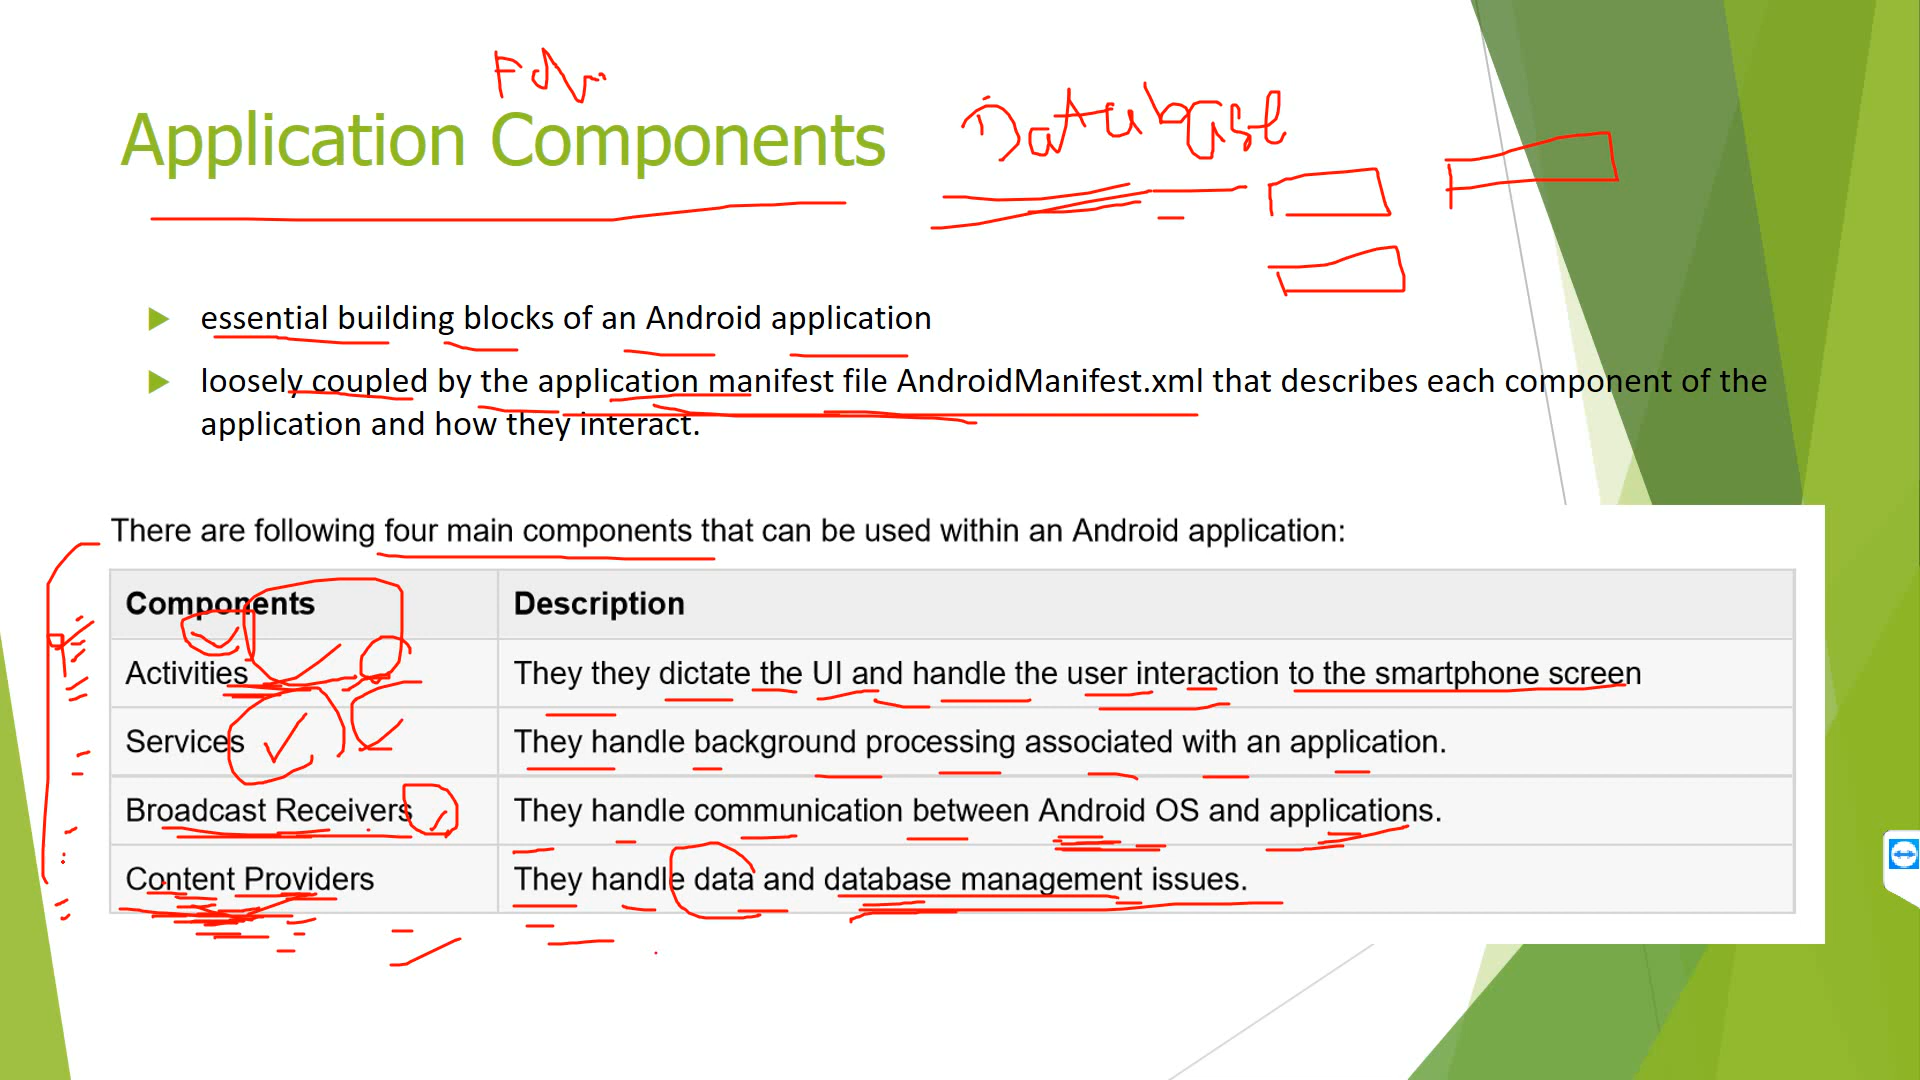 Application Components
Database
essential building blocks of an Android application
loosely coupled by the application manifest file AndroidManifest.xml that describes each component of the
application and how they interact.
There are following four main components that can be used within an Android application:
Components Description
Activities They they dictate the UI and handle the user interaction to the smartphone screen
Services They handle background processing associated with an application.
Broadcast Receivers They handle communication between Android OS and applications.
Content Providers They handle data and database management issues.